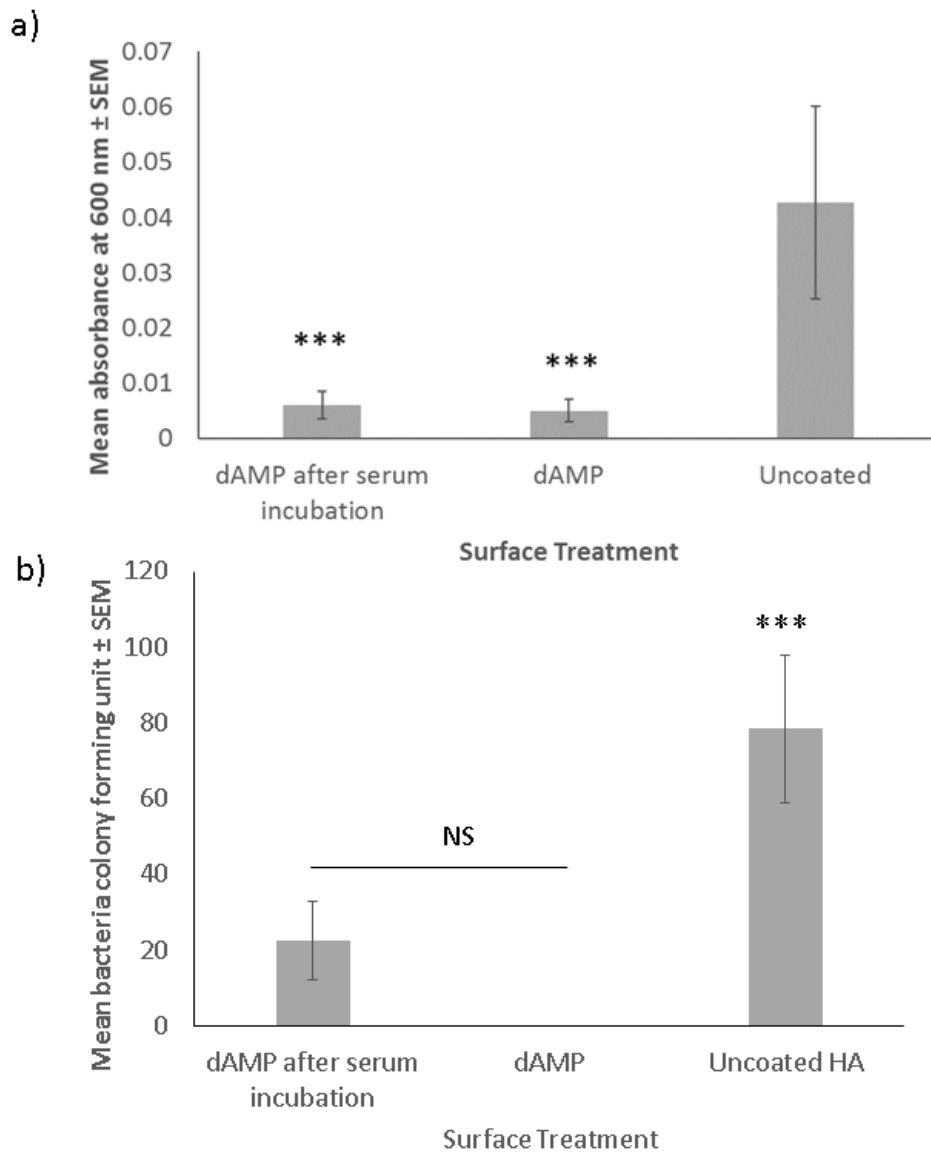 a)
Mean absorbance at 600 nm ± SEM
0.07
0.06
0.05
0.04
0.03
0.02
0.01
0
***
***
dAMP after serum
incubation
dAMP
Uncoated
Surface Treatment
b)
Mean bacteria colony forming unit ± SEM
120
100
80
60
40
20
0
NS
***
dAMP after serum
incubation
dAMP
Uncoated HA
Surface Treatment